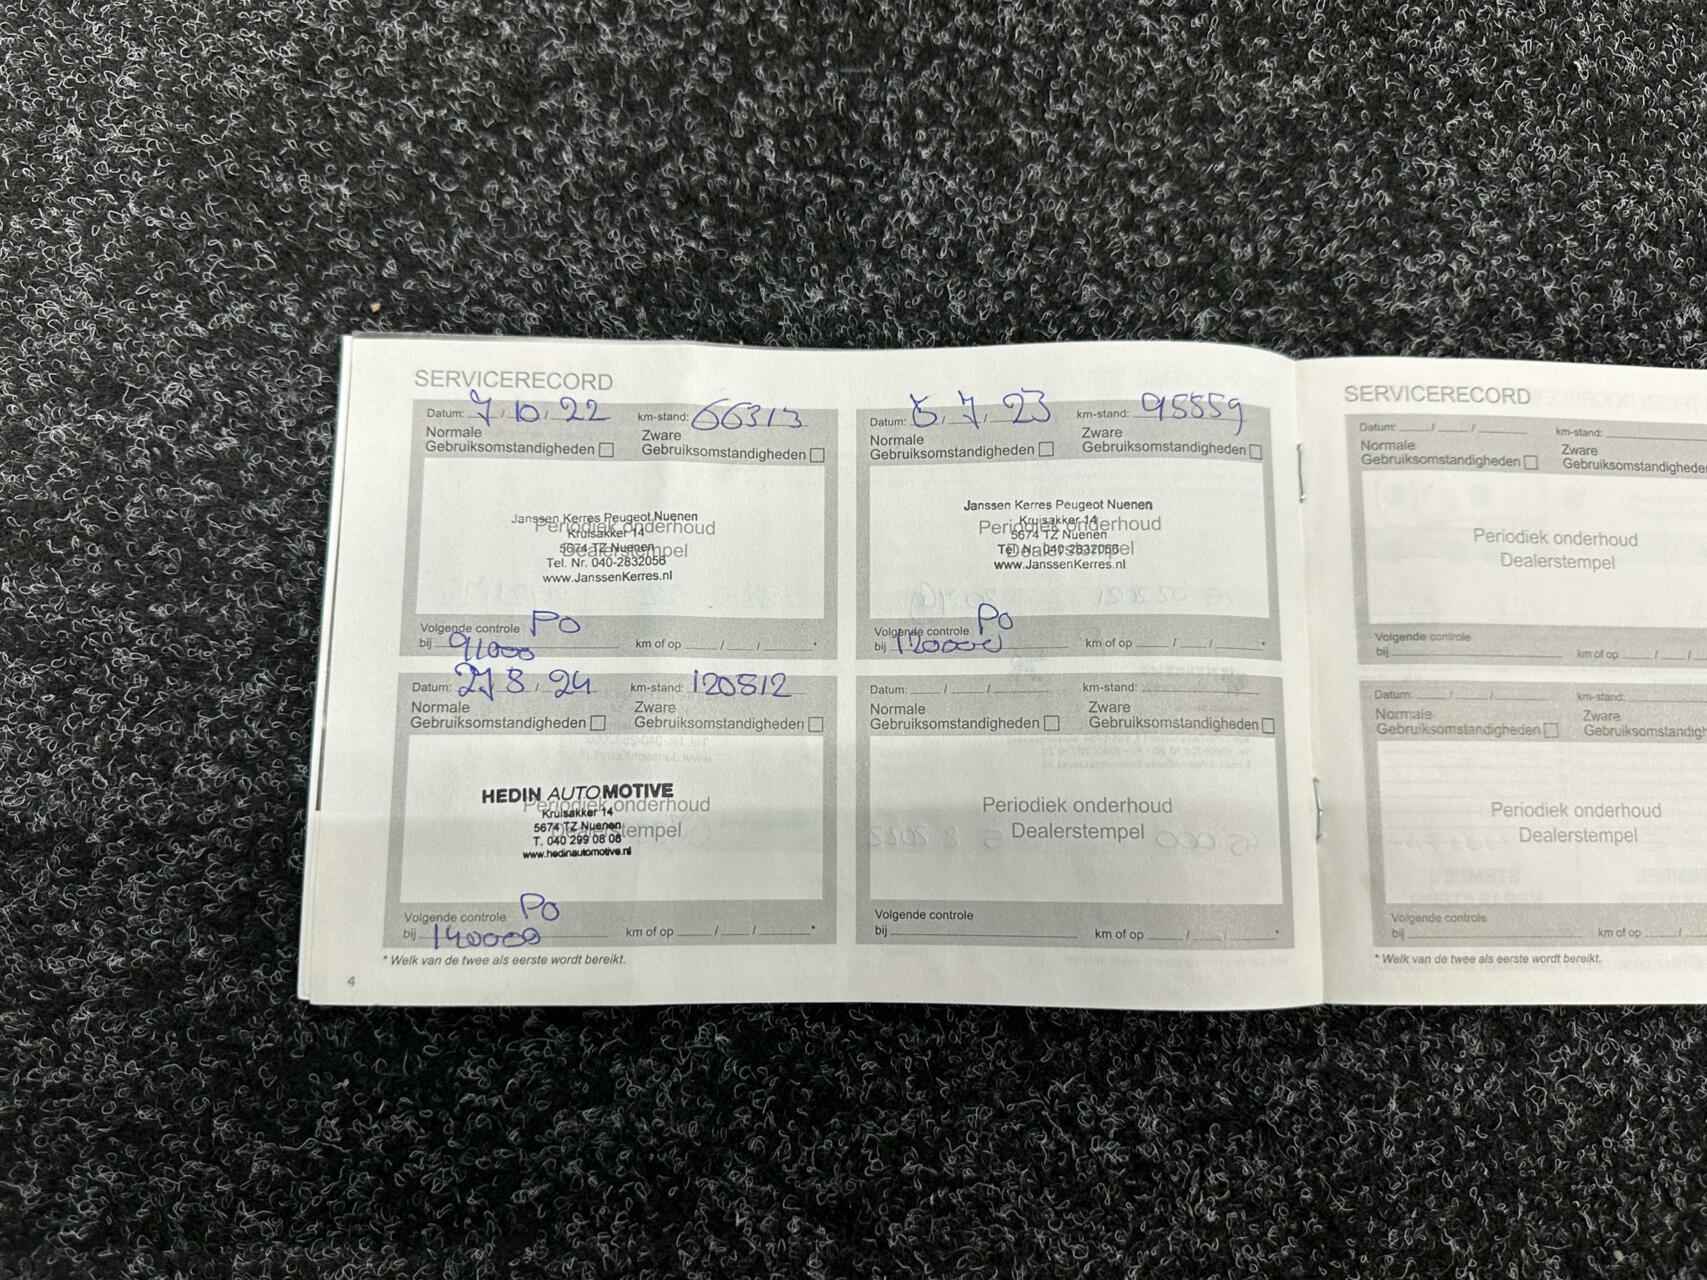 SERVICERECORD
Datum: 7 / 10 / 22 km-stand: 66313
Normale Gebruiksomstandigheden
Zware Gebruiksomstandigheden
Periodiek onderhoud
Dealerstempel
Janssen Kerres Peugeot Nuenen
Kruisakker 14
5674 TZ Nuenen
Tel. Nr. 040-2832056
www.JanssenKerres.nl
Volgende controle PO
bij 91000 km of op / / *
Datum: 5 / 7 / 23 km-stand: 95559
Normale Gebruiksomstandigheden
Zware Gebruiksomstandigheden
Periodiek onderhoud
Dealerstempel
Janssen Kerres Peugeot Nuenen
Kruisakker 14
5674 TZ Nuenen
Tel. Nr. 040-2832056
www.JanssenKerres.nl
Volgende controle PO
bij 120000 km of op / / *
Datum: / 24 km-stand: 120512
Normale Gebruiksomstandigheden
Zware Gebruiksomstandigheden
Periodiek onderhoud
Dealerstempel
HEDIN AUTOMOTIVE
Kruisakker 14
5674 TZ Nuenen
T. 040 299 08 08
www.hedinautomotive.nl
Volgende controle PO
bij 140000 km of op / / *
Datum: / / km-stand:
Normale Gebruiksomstandigheden
Zware Gebruiksomstandigheden
Periodiek onderhoud
Dealerstempel
Volgende controle
bij km of op / / *
* Welk van de twee als eerste wordt bereikt.
4
SERVICERECORD
Datum: / / km-stand:
Normale Gebruiksomstandigheden
Zware Gebruiksomstandigheden
Periodiek onderhoud
Dealerstempel
Volgende controle
bij km of op / /
Datum: / / km-stand:
Normale Gebruiksomstandigheden
Zware
Periodiek onderhoud
Dealerstempel
Volgende controle
bij km of op / /
* Welk van de twee als eerste wordt bereikt.